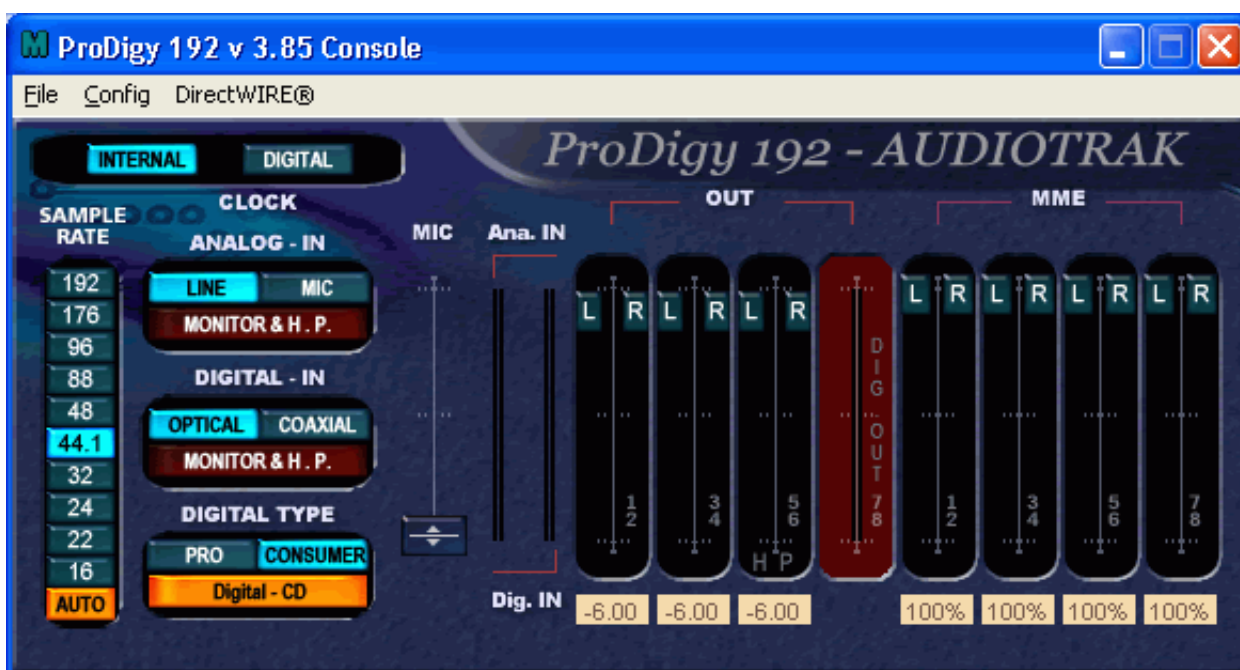 ProDigy 192 v 3.85 Console
File Config DirectWIRE®
ProDigy 192 - AUDIOTRAK
INTERNAL DIGITAL
CLOCK
SAMPLE RATE
192
176
96
88
48
44.1
32
24
22
16
AUTO
ANALOG - IN
LINE MIC
MONITOR & H . P.
DIGITAL - IN
OPTICAL COAXIAL
MONITOR & H . P.
DIGITAL TYPE
PRO CONSUMER
Digital - CD
MIC
Ana. IN
Dig. IN
OUT
L R L R L R
1 2
3 4
5 6
H P
DIG . OUT 7 8
-6.00 -6.00 -6.00
MME
L R L R L R L R
1 2
3 4
5 6
7 8
100% 100% 100% 100%